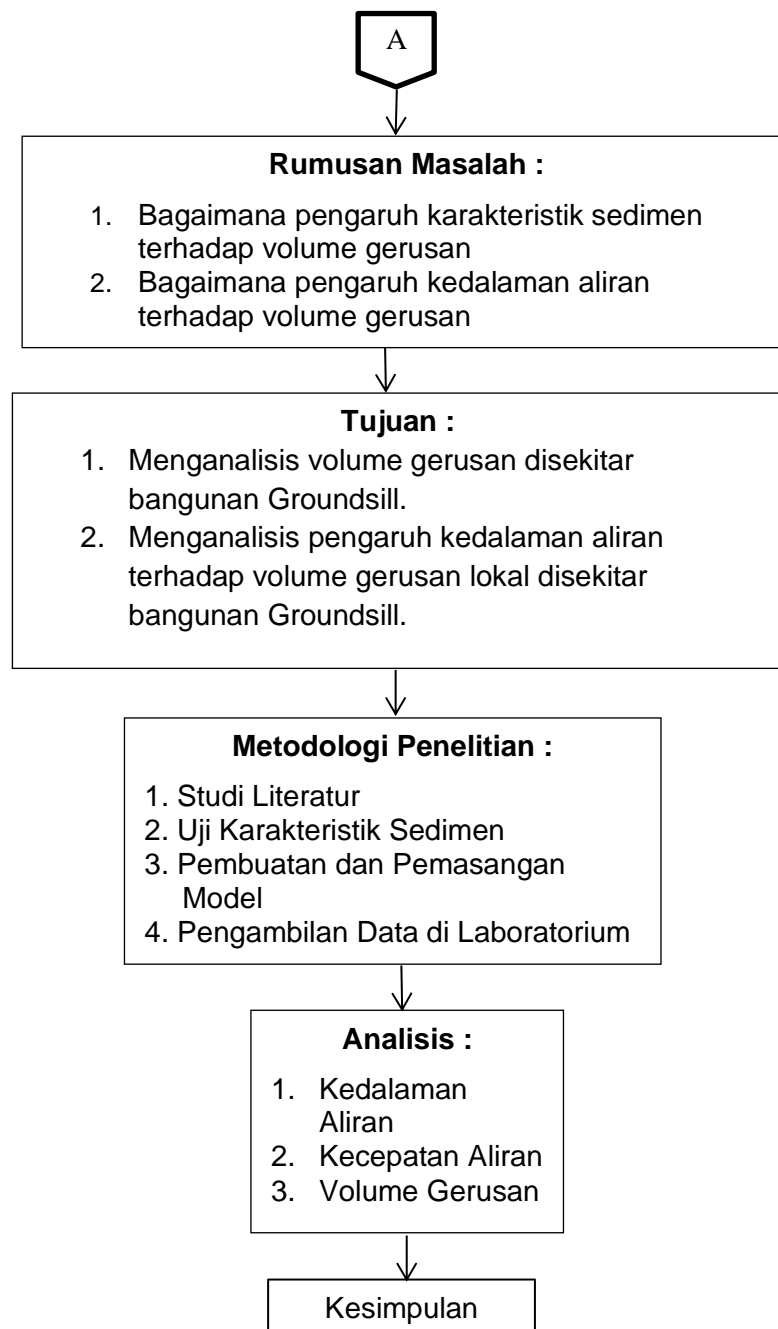 A
Rumusan Masalah :
1. Bagaimana pengaruh karakteristik sedimen
terhadap volume gerusan
2. Bagaimana pengaruh kedalaman aliran
terhadap volume gerusan
Tujuan :
1. Menganalisis volume gerusan disekitar
bangunan Groundsill.
2. Menganalisis pengaruh kedalaman aliran
terhadap volume gerusan lokal disekitar
bangunan Groundsill.
Metodologi Penelitian :
1. Studi Literatur
2. Uji Karakteristik Sedimen
3. Pembuatan dan Pemasangan
Model
4. Pengambilan Data di Laboratorium
Analisis :
1. Kedalaman
Aliran
2. Kecepatan Aliran
3. Volume Gerusan
Kesimpulan